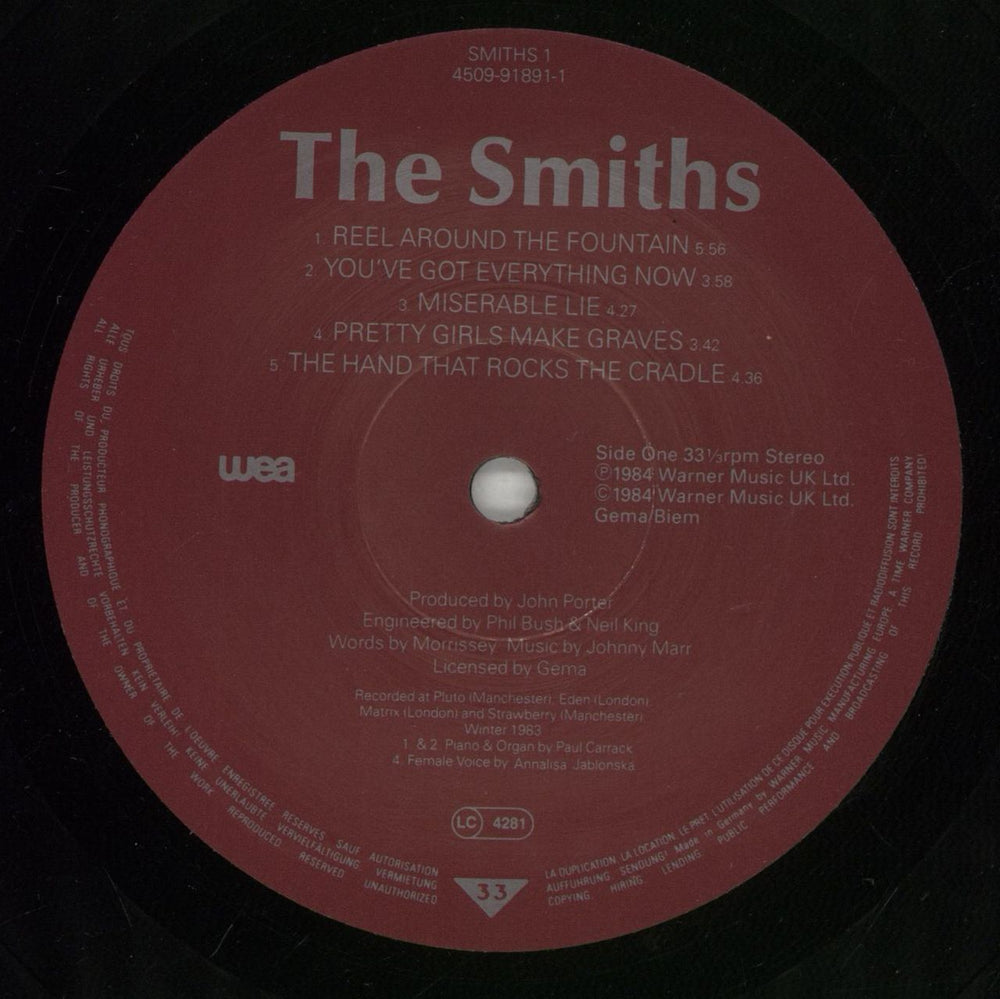 SMITHS 1
4509-91891-1
The Smiths
1. REEL AROUND THE FOUNTAIN 5.56
2. YOU'VE GOT EVERYTHING NOW 3.58
3. MISERABLE LIE 4.27
4. PRETTY GIRLS MAKE GRAVES 3.42
5. THE HAND THAT ROCKS THE CRADLE 4.36
wea
Side One 33⅓rpm Stereo
℗1984 Warner Music UK Ltd.
©1984 Warner Music UK Ltd.
Gema/Biem
Produced by John Porter
Engineered by Phil Bush & Neil King
Words by Morrissey Music by Johnny Marr
Licensed by Gema
Recorded at Pluto (Manchester), Eden (London),
Matrix (London) and Strawberry (Manchester)
Winter 1983
1. & 2. Piano & Organ by Paul Carrack
4. Female Voice by Annalisa Jablonska
LC 4281
33
TOUS DROITS DU PRODUCTEUR PHONOGRAPHIQUE ET DU PROPRIETAIRE DE L'OEUVRE ENREGISTREE RESERVES SAUF AUTORISATION LA DUPLICATION, LA LOCATION, LE PRET, L'UTILISATION DE CE DISQUE POUR EXECUTION PUBLIQUE ET RADIODIFFUSION SONT INTERDITS
ALLE URHEBER UND LEISTUNGSSCHUTZRECHTE VORBEHALTEN KEIN VERLEIH! KEINE UNERLAUBTE VERVIELFÄLTIGUNG, VERMIETUNG AUFFÜHRUNG, SENDUNG! Made in Germany by WARNER MUSIC MANUFACTURING EUROPE. A TIME WARNER COMPANY
ALL RIGHTS OF THE PRODUCER AND OF THE OWNER OF THE WORK REPRODUCED RESERVED UNAUTHORIZED COPYING, HIRING, LENDING, PUBLIC PERFORMANCE AND BROADCASTING OF THIS RECORD PROHIBITED!